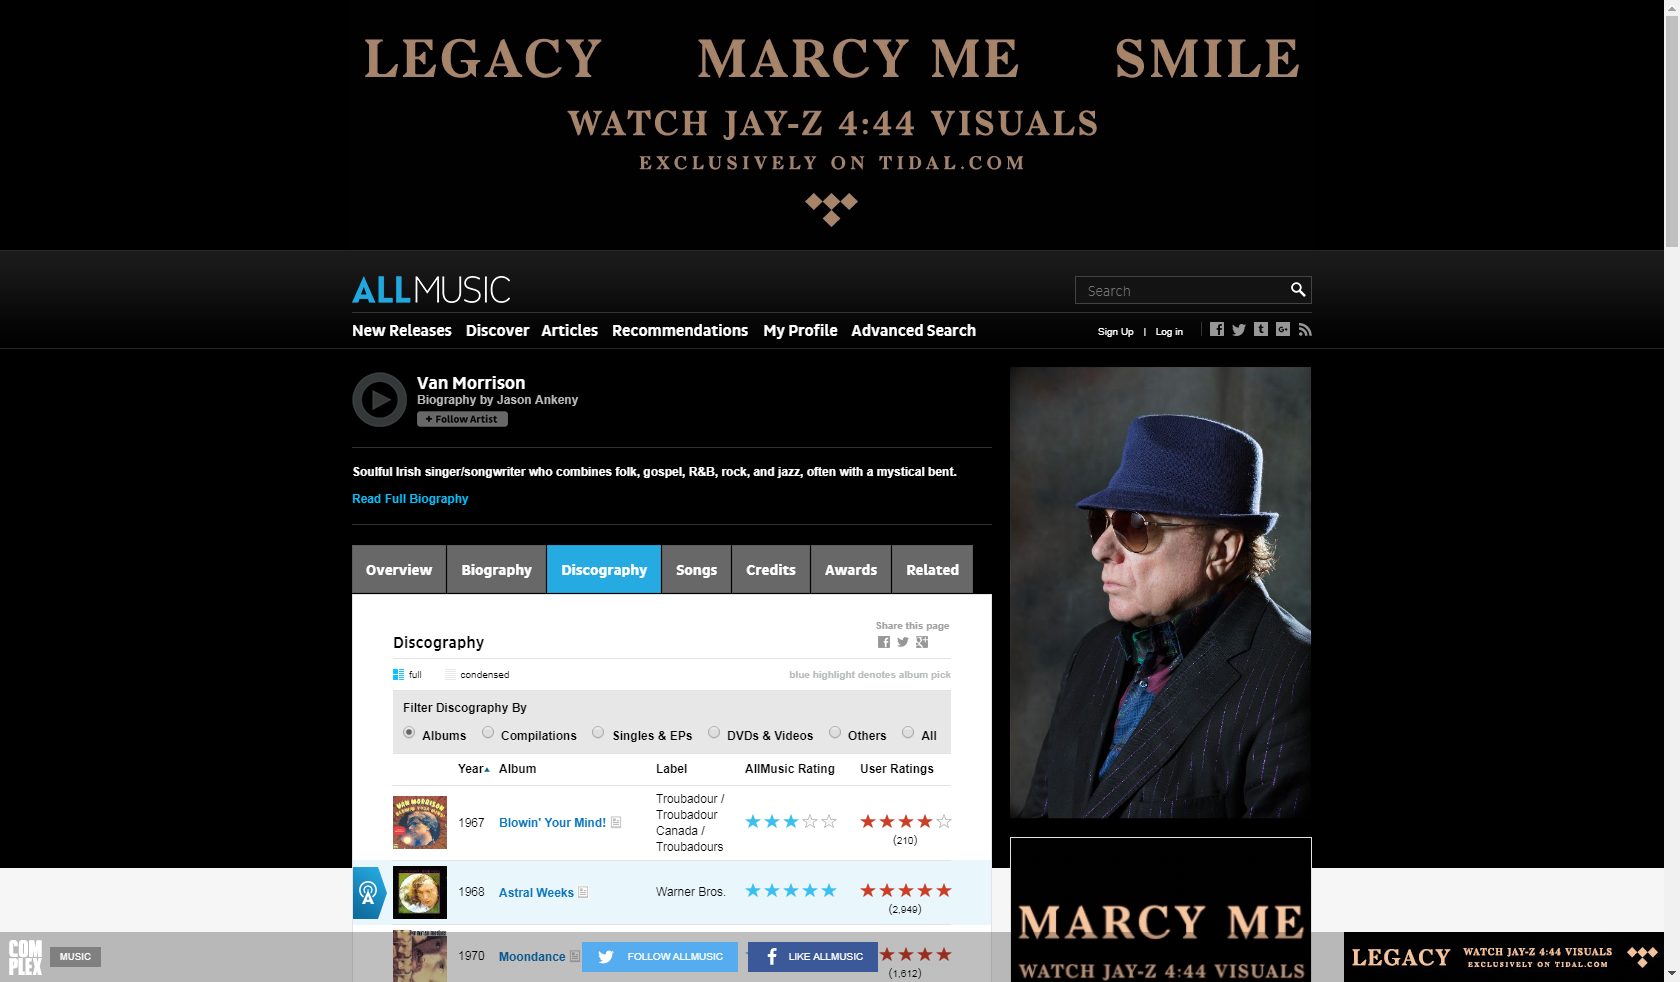 LEGACY MARCY ME SMILE
WATCH JAY-Z 4:44 VISUALS
EXCLUSIVELY ON TIDAL.COM
ALLMUSIC
Search
New Releases Discover Articles Recommendations My Profile Advanced Search
Sign Up | Log in
Van Morrison
Biography by Jason Ankeny
+ Follow Artist
Soulful Irish singer/songwriter who combines folk, gospel, R&B, rock, and jazz, often with a mystical bent.
Read Full Biography
Overview Biography Discography Songs Credits Awards Related
Share this page
Discography
full condensed blue highlight denotes album pick
Filter Discography By
Albums Compilations Singles & EPs DVDs & Videos Others All
Year Album Label AllMusic Rating User Ratings
VAN MORRISON
BLOWIN' YOUR MIND!
1967 Blowin' Your Mind! Troubadour / Troubadour Canada / Troubadours
(210)
1968 Astral Weeks Warner Bros.
(2,949)
1970 Moondance
(1,612)
MARCY ME
WATCH JAY-Z 4:44 VISUALS
COMPLEX
MUSIC
FOLLOW ALLMUSIC
LIKE ALLMUSIC
LEGACY WATCH JAY-Z 4:44 VISUALS
EXCLUSIVELY ON TIDAL.COM